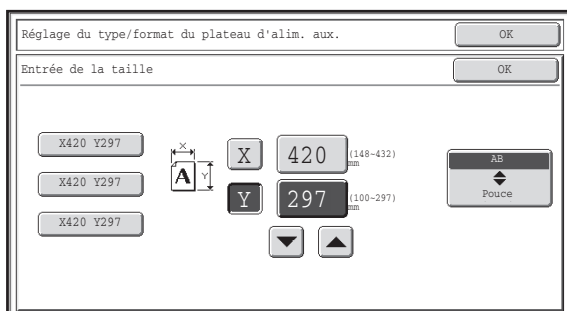 Réglage du type/format du plateau d'alim. aux.
OK
Entrée de la taille
OK
X420 Y297
X420 Y297
X420 Y297
X
A
Y
X
420
(148~432)
mm
Y
297
(100~297)
mm
AB
Pouce